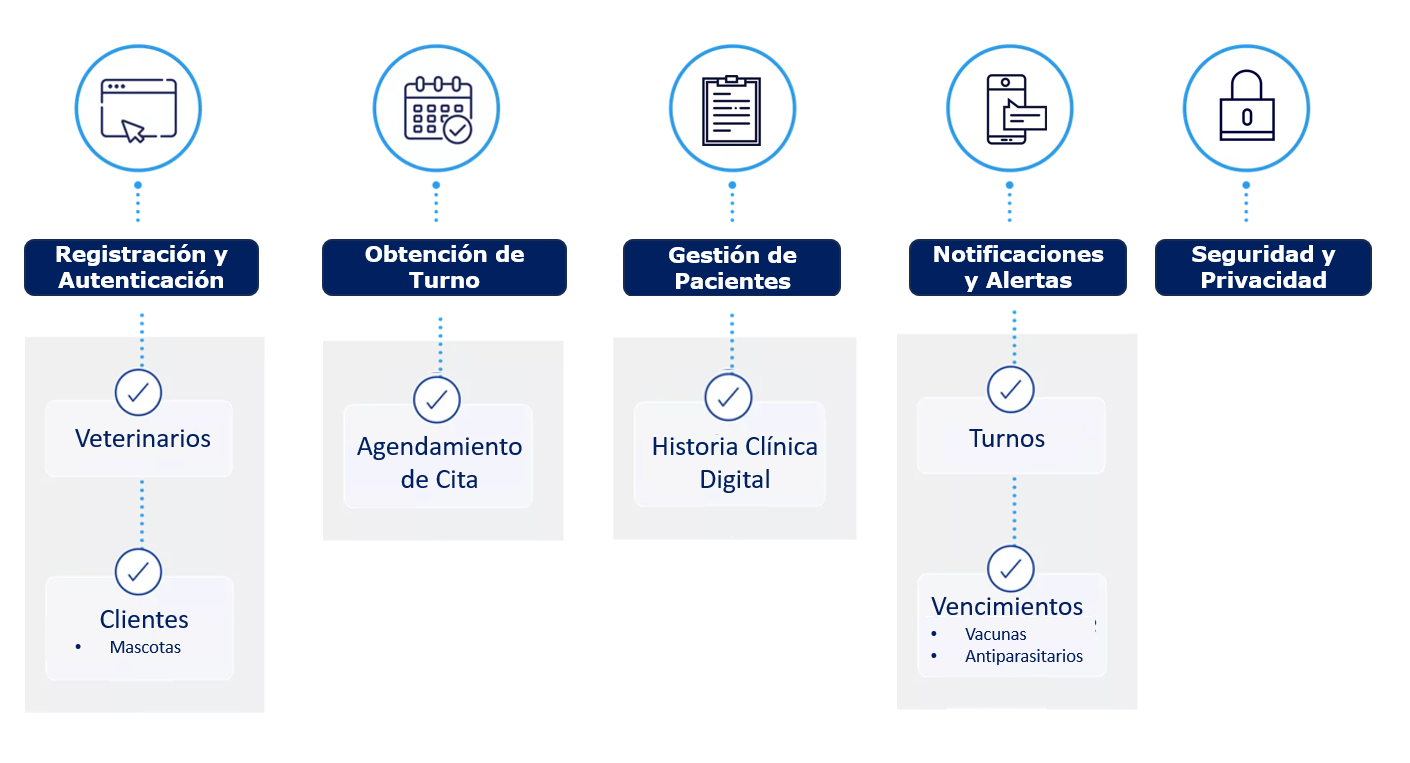 Registración y
Autenticación
Obtención de
Turno
Gestión de
Pacientes
Notificaciones
y Alertas
Seguridad y
Privacidad
Veterinarios
Clientes
• Mascotas
Agendamiento
de Cita
Historia Clínica
Digital
Turnos
Vencimientos
• Vacunas
• Antiparasitarios